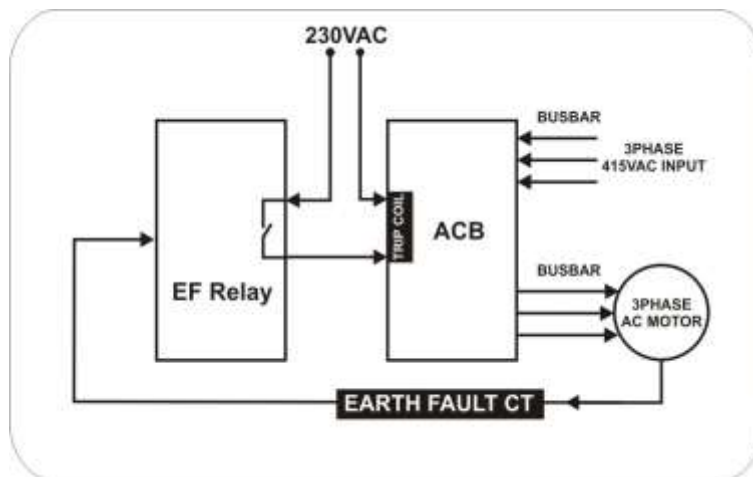 230VAC
BUSBAR
3PHASE
415VAC INPUT
TRIP COIL
ACB
EF Relay
BUSBAR
3PHASE
AC MOTOR
EARTH FAULT CT